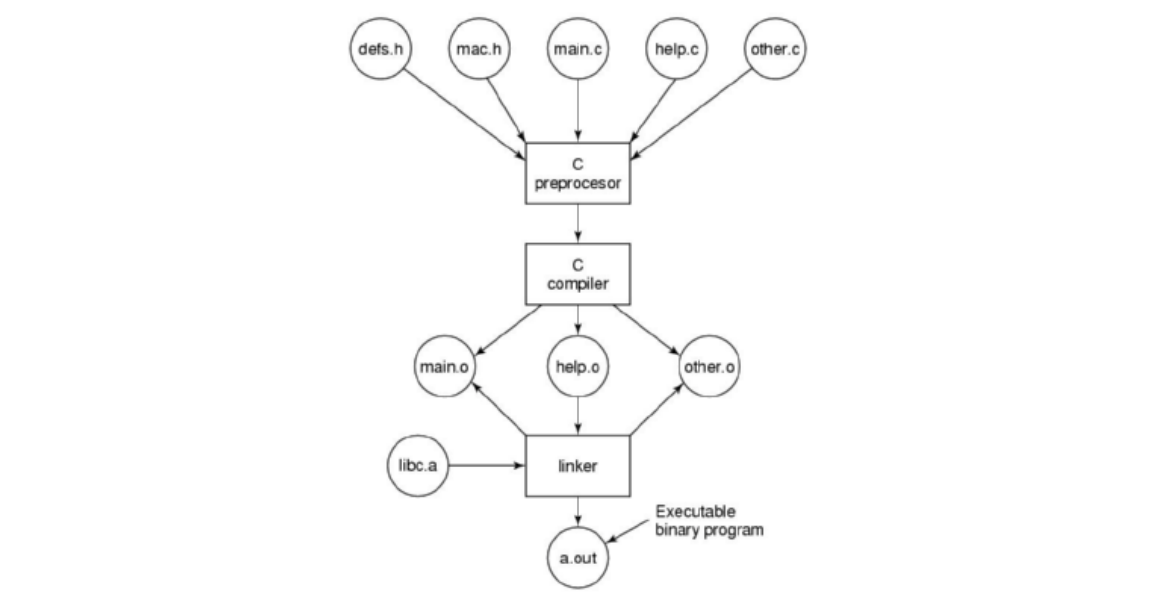 defs.h
mac.h
main.c
help.c
other.c
C
preprocesor
C
compiler
main.o
help.o
other.o
libc.a
linker
Executable
binary program
a.out